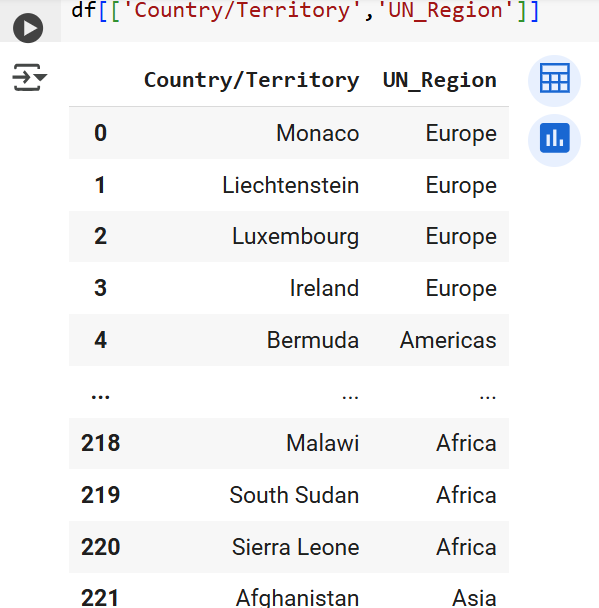 df[['Country/Territory','UN_Region']]
Country/Territory UN_Region
0 Monaco Europe
1 Liechtenstein Europe
2 Luxembourg Europe
3 Ireland Europe
4 Bermuda Americas
... ... ...
218 Malawi Africa
219 South Sudan Africa
220 Sierra Leone Africa
221 Afghanistan Asia